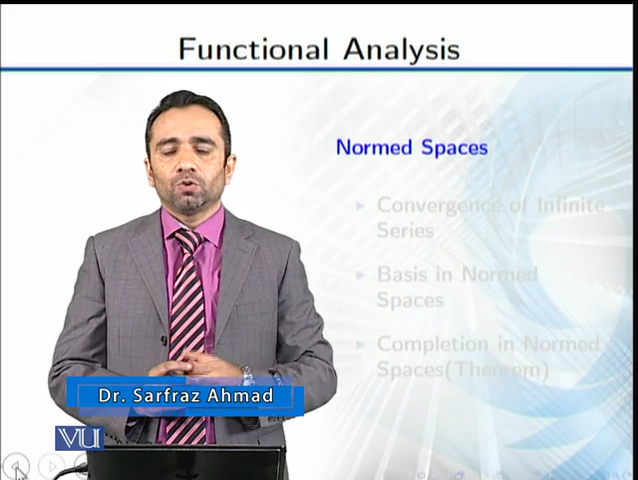 Functional Analysis
Normed Spaces
Convergence of Infinite
Series
Basis in Normed
Spaces
Completion in Normed
Spaces(Theorem)
Dr. Sarfraz Ahmad
VU